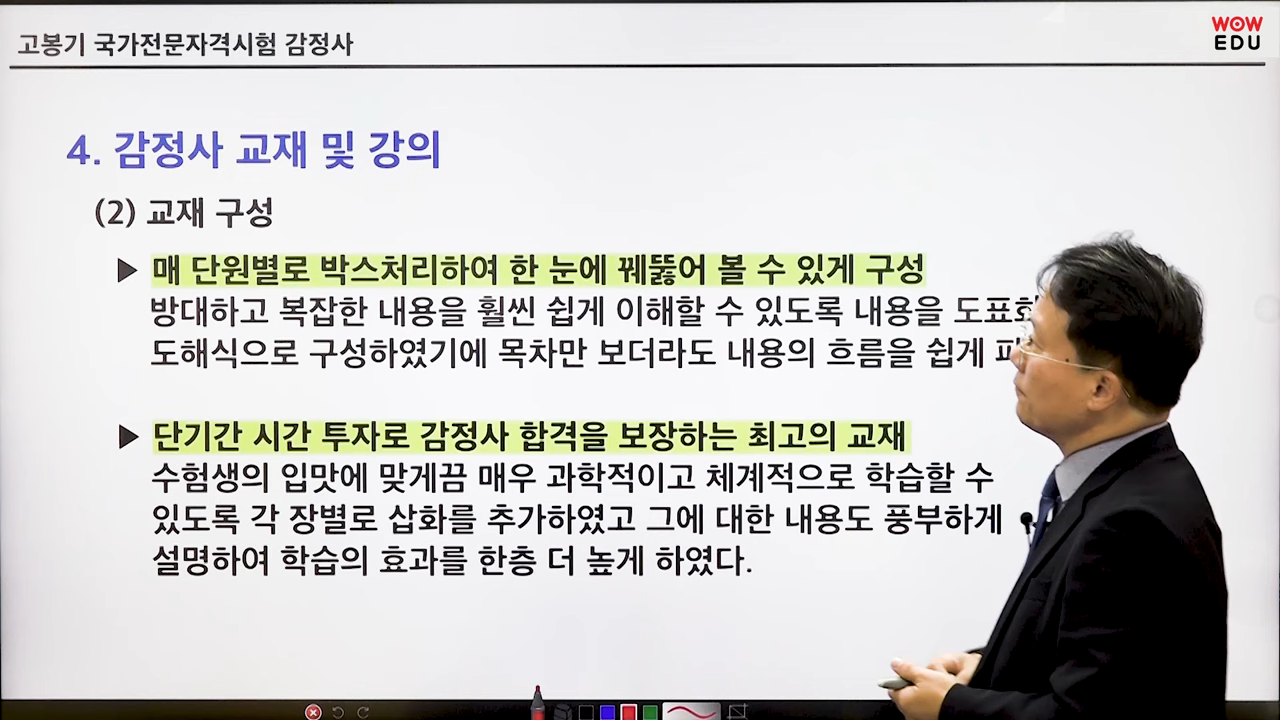 고봉기 국가전문자격시험 감정사
WOW
EDU
4. 감정사 교재 및 강의
(2) 교재 구성
▶ 매 단원별로 박스처리하여 한 눈에 꿰뚫어 볼 수 있게 구성
방대하고 복잡한 내용을 훨씬 쉽게 이해할 수 있도록 내용을 도표화
도해식으로 구성하였기에 목차만 보더라도 내용의 흐름을 쉽게
▶ 단기간 시간 투자로 감정사 합격을 보장하는 최고의 교재
수험생의 입맛에 맞게끔 매우 과학적이고 체계적으로 학습할 수
있도록 각 장별로 삽화를 추가하였고 그에 대한 내용도 풍부하게
설명하여 학습의 효과를 한층 더 높게 하였다.